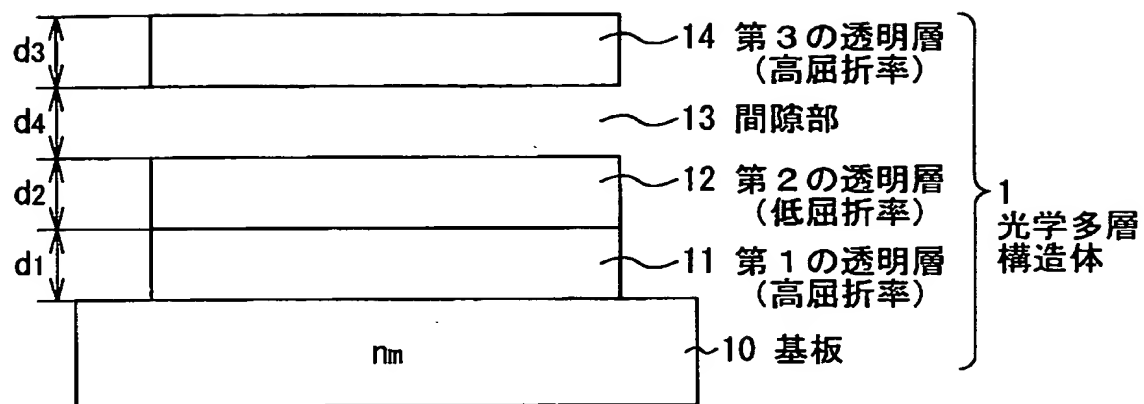 d3
14 第３の透明層
(高屈折率)
d4
13 間隙部
d2
12 第２の透明層
(低屈折率)
1
光学多層
構造体
d1
11 第１の透明層
(高屈折率)
nm
10 基板